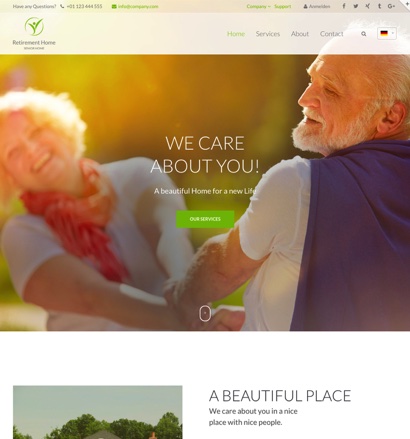 Have any Questions? +01 123 444 555 info@company.com Company Support Anmelden
Retirement Home
Home Services About Contact
WE CARE
ABOUT YOU!
A beautiful Home for a new Life
OUR SERVICES
A BEAUTIFUL PLACE
We care about you in a nice
place with nice people.